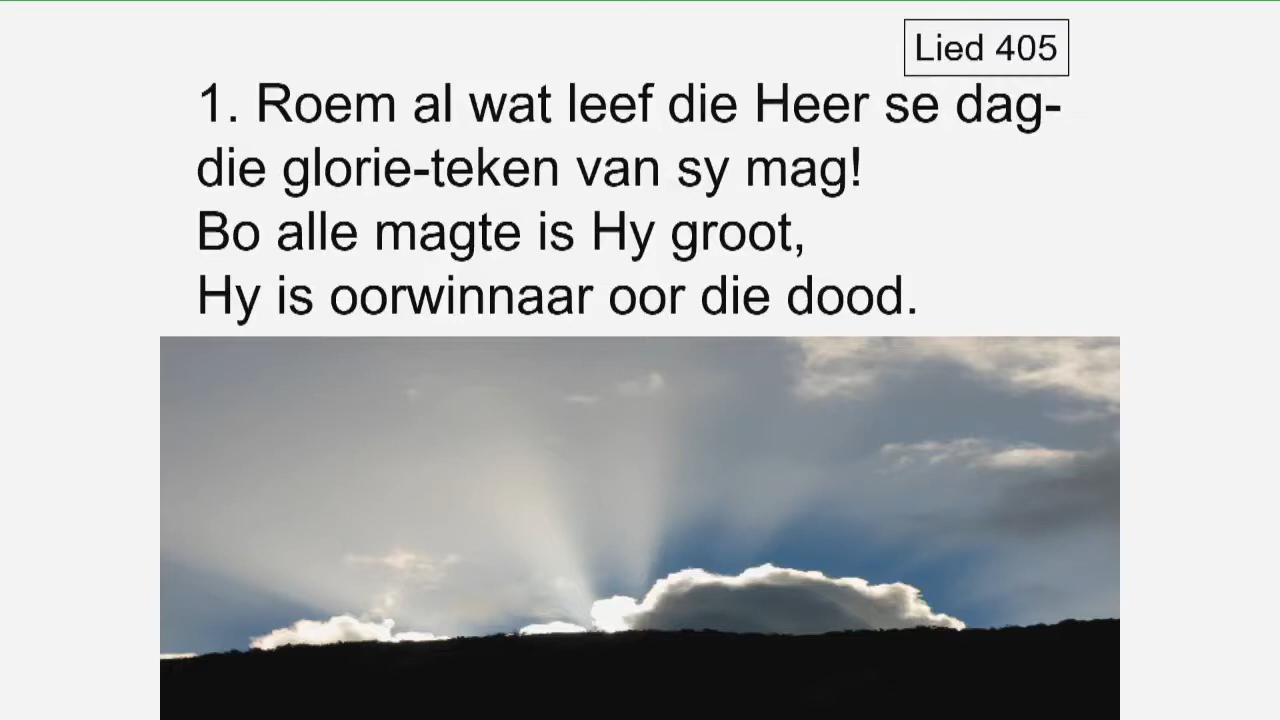 Lied 405
1. Roem al wat leef die Heer se dag-
die glorie-teken van sy mag!
Bo alle magte is Hy groot,
Hy is oorwinnaar oor die dood.